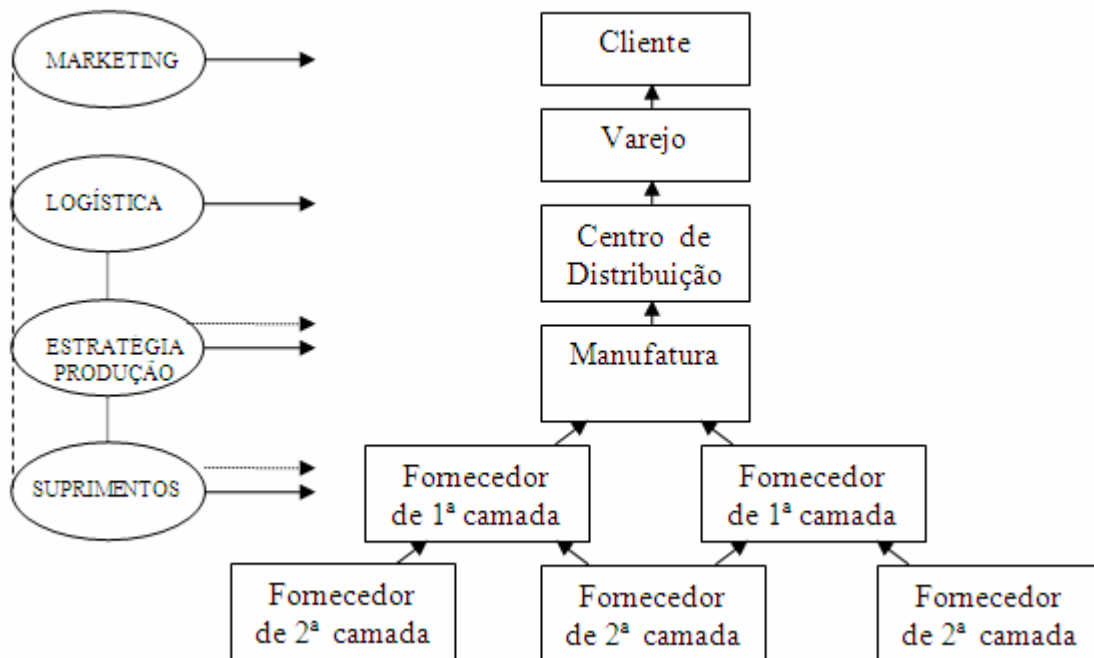 MARKETING
LOGÍSTICA
ESTRATÉGIA
PRODUÇÃO
SUPRIMENTOS
Cliente
Varejo
Centro de
Distribuição
Manufatura
Fornecedor
de 1ª camada
Fornecedor
de 1ª camada
Fornecedor
de 2ª camada
Fornecedor
de 2ª camada
Fornecedor
de 2ª camada